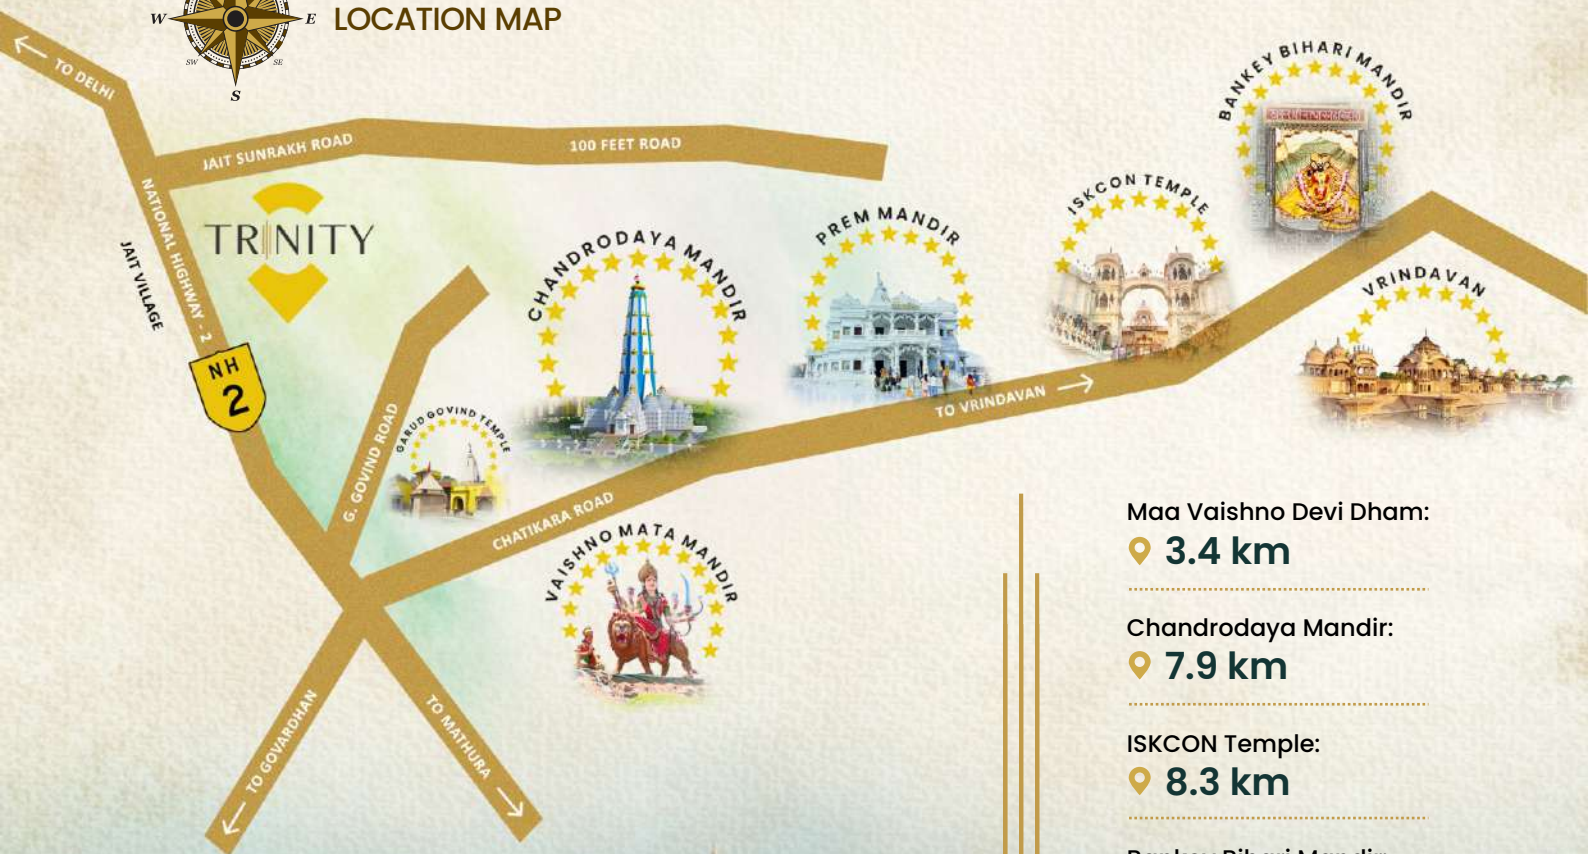 W
E
LOCATION MAP
SW
SE
S
TO DELHI
JAIT SUNRAKH ROAD
100 FEET ROAD
NATIONAL HIGHWAY - 2
JAIT VILLAGE
TRINITY
NH
2
G. GOVIND ROAD
GARUD GOVIND TEMPLE
CHANDRODAYA MANDIR
PREM MANDIR
ISKCON TEMPLE
BANKEY BIHARI MANDIR
VRINDAVAN
TO VRINDAVAN
CHATIKARA ROAD
VAISHNO MATA MANDIR
TO GOVARDHAN
TO MATHURA
Maa Vaishno Devi Dham:
3.4 km
Chandrodaya Mandir:
7.9 km
ISKCON Temple:
8.3 km
Bankey Bihari Mandir: